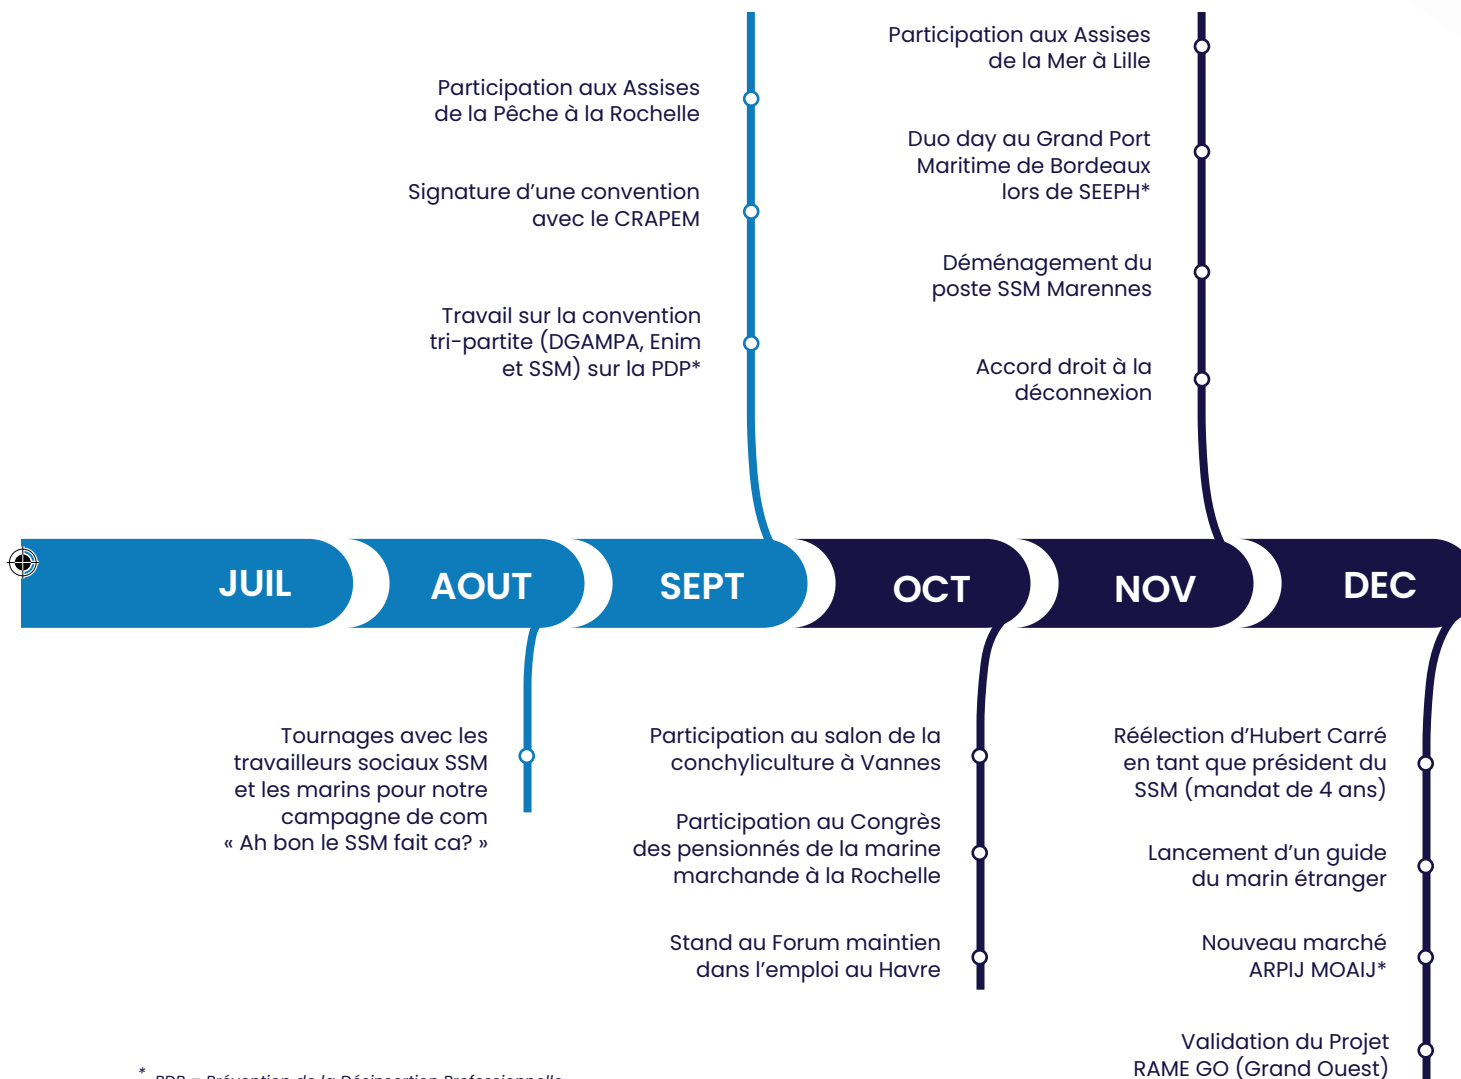 Participation aux Assises
de la Pêche à la Rochelle
Signature d’une convention
avec le CRAPEM
Travail sur la convention
tri-partite (DGAMPA, Enim
et SSM) sur la PDP*
Participation aux Assises
de la Mer à Lille
Duo day au Grand Port
Maritime de Bordeaux
lors de SEEPH*
Déménagement du
poste SSM Marennes
Accord droit à la
déconnexion
JUIL
AOUT
SEPT
OCT
NOV
DEC
Tournages avec les
travailleurs sociaux SSM
et les marins pour notre
campagne de com
« Ah bon le SSM fait ca? »
Participation au salon de la
conchyliculture à Vannes
Participation au Congrès
des pensionnés de la marine
marchande à la Rochelle
Stand au Forum maintien
dans l’emploi au Havre
Réélection d’Hubert Carré
en tant que président du
SSM (mandat de 4 ans)
Lancement d’un guide
du marin étranger
Nouveau marché
ARPIJ MOAIJ*
Validation du Projet
RAME GO (Grand Ouest)
* PDP = Prévention de la Désinsertion Professionnelle